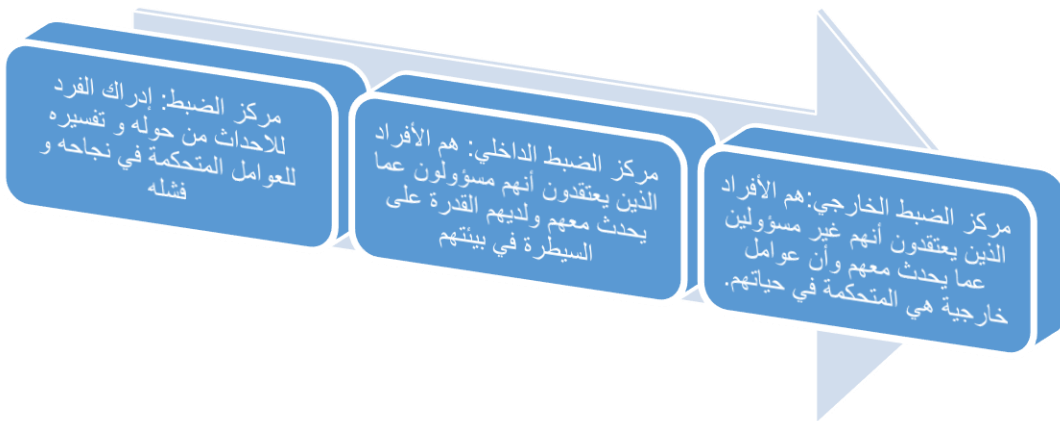 مركز الضبط: إدراك الفرد
للاحداث من حوله و تفسيره
للعوامل المتحكمة في نجاحه و
فشله
مركز الضبط الداخلي: هم الأفراد
الذين يعتقدون أنهم مسؤولون عما
يحدث معهم ولديهم القدرة على
السيطرة في بيئتهم
مركز الضبط الخارجي:هم الأفراد
الذين يعتقدون أنهم غير مسؤولين
عما يحدث معهم وأن عوامل
خارجية هي المتحكمة في حياتهم.